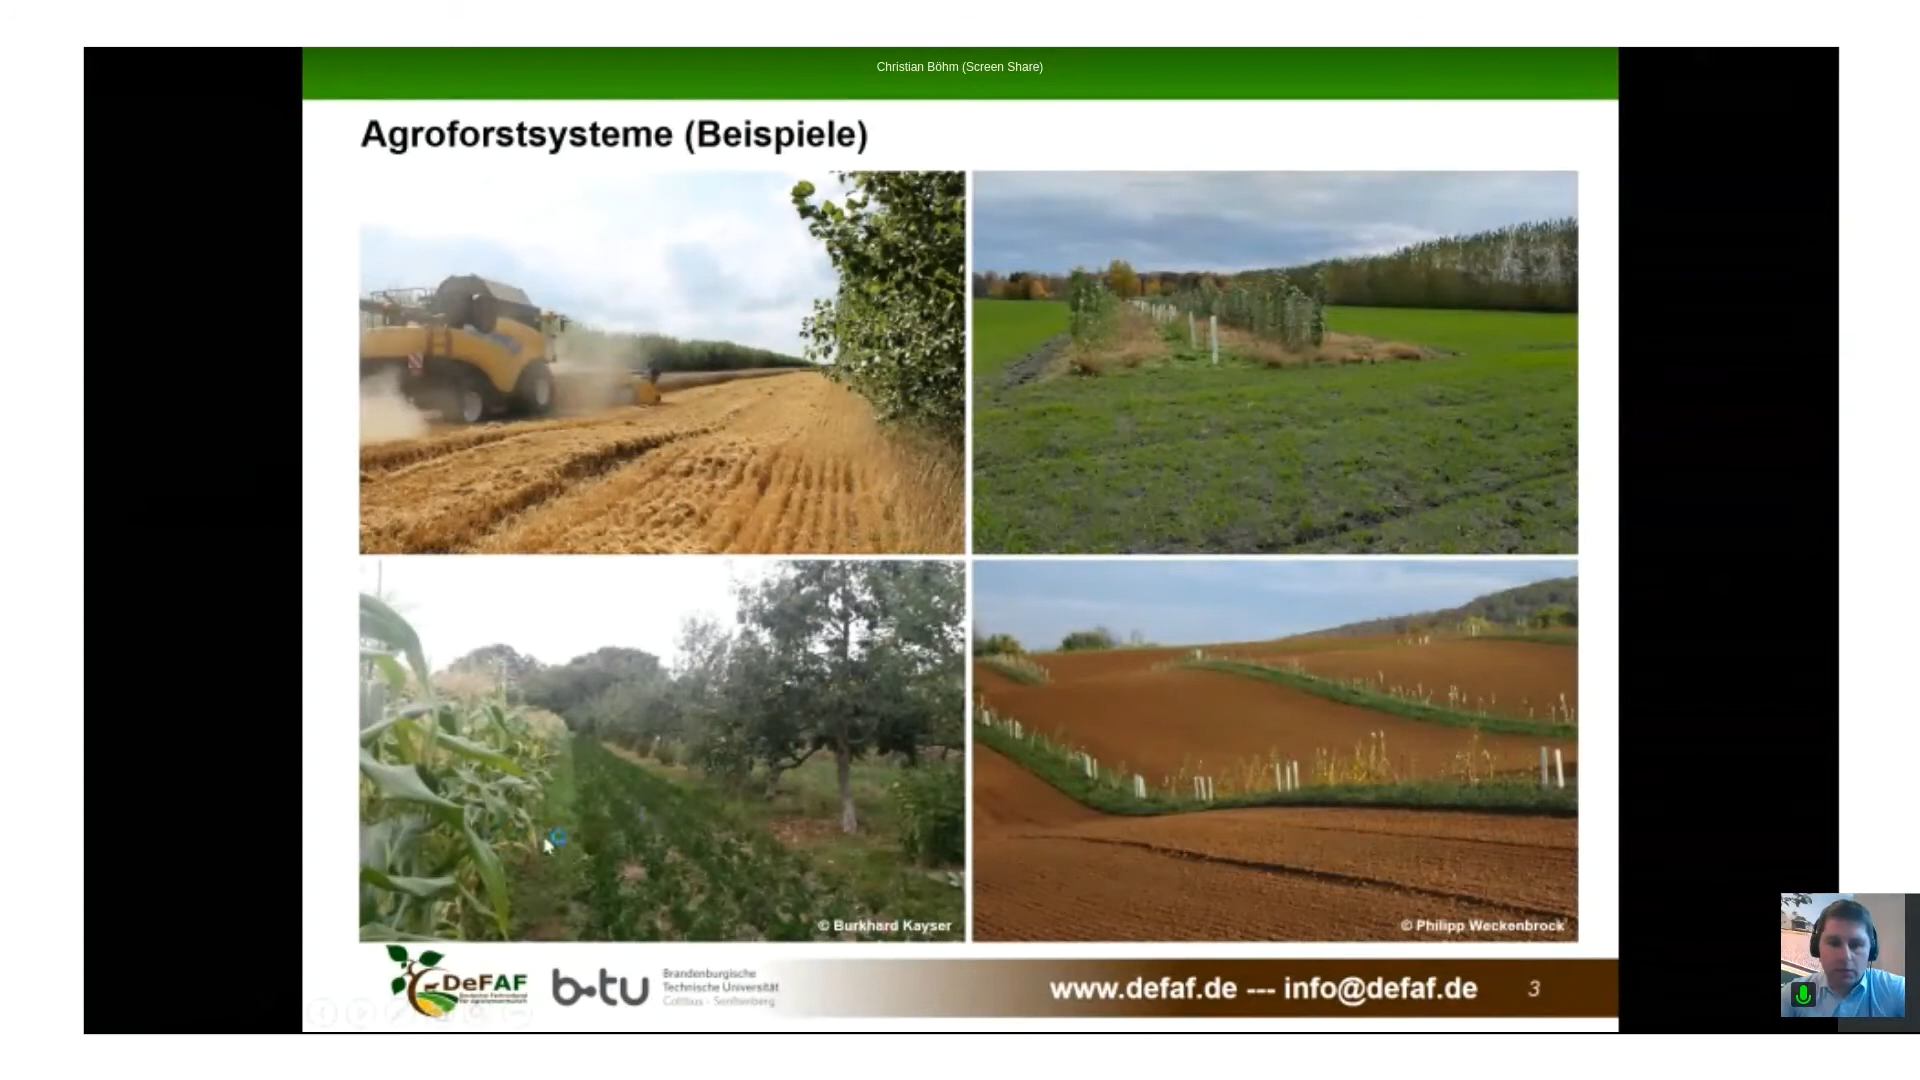 Christian Böhm (Screen Share)
Agroforstsysteme (Beispiele)
© Burkhard Kayser
© Philipp Weckenbrock
DeFAF
b-tu
Brandenburgische
Technische Universität
Cottbus - Senftenberg
www.defaf.de --- info@defaf.de
3